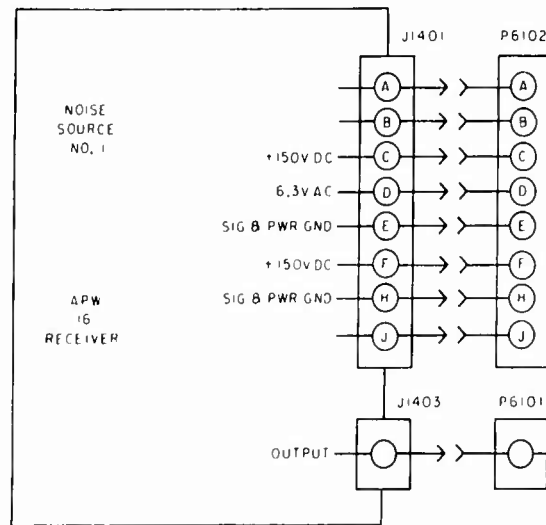 J1401 P6102
A A
B B
NOISE
SOURCE
NO. 1
+150V DC C C
6.3V AC D D
SIG & PWR GND E E
+150V DC F F
SIG & PWR GND H H
APW
16
RECEIVER
J J
J1403 P6101
OUTPUT